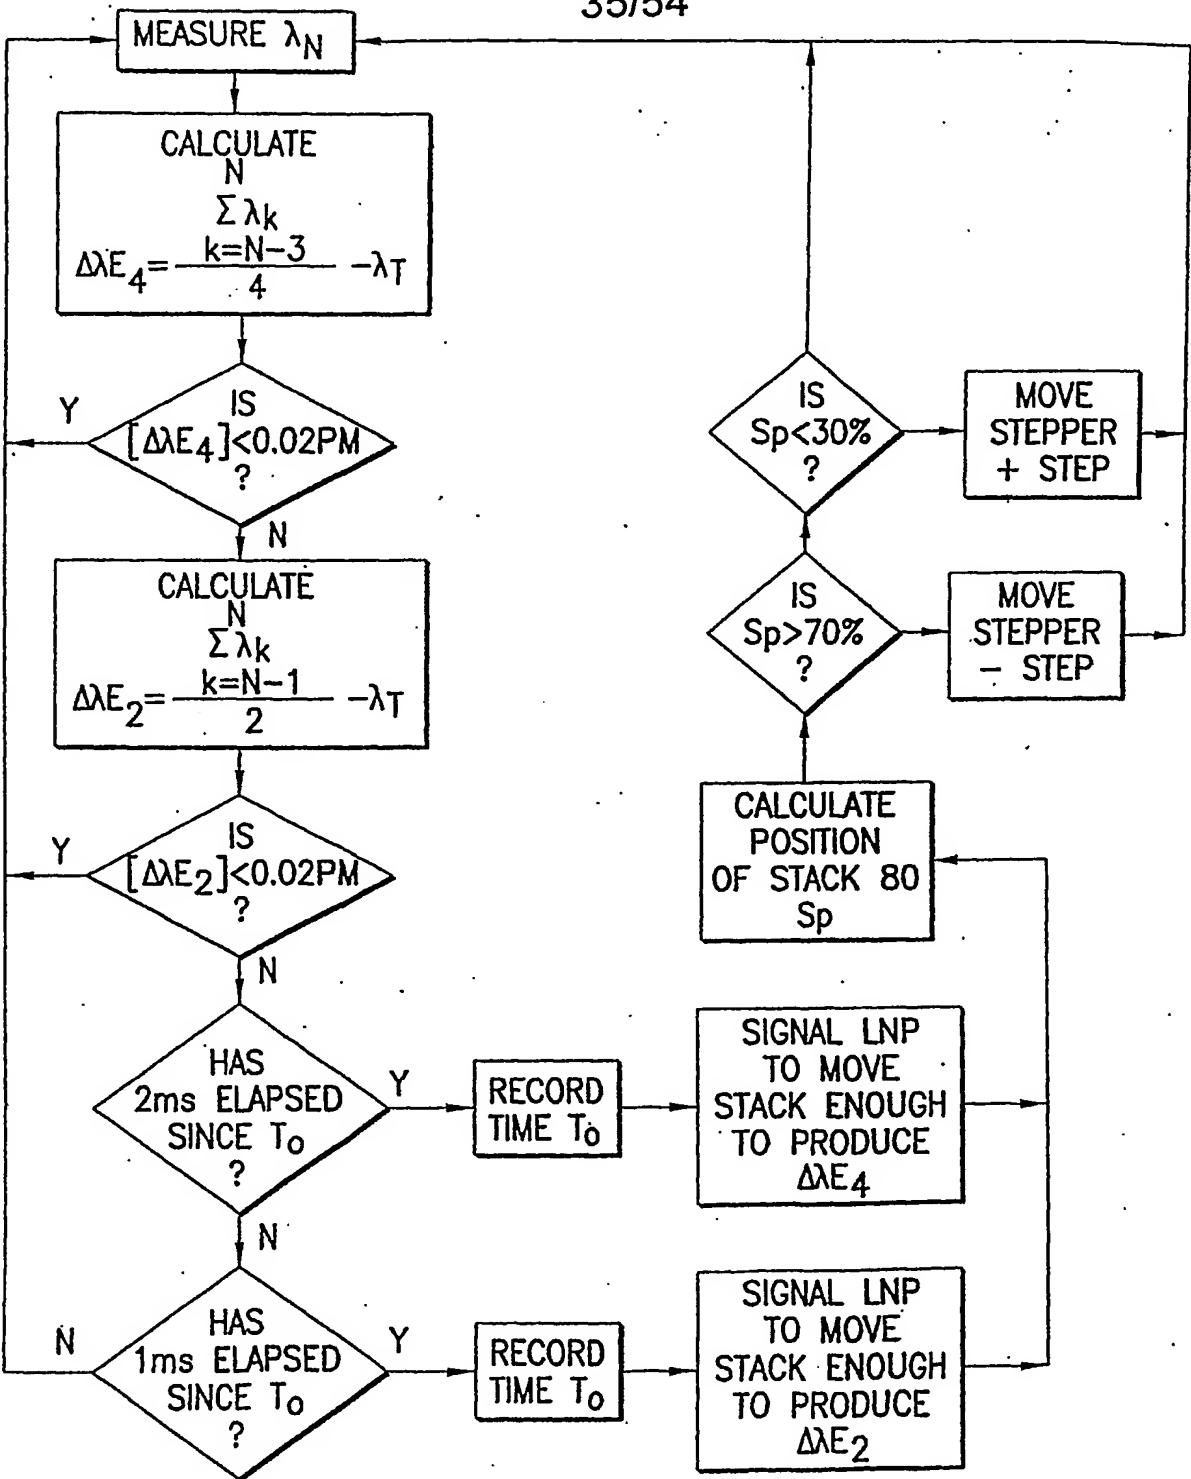 35/54
MEASURE λN
CALCULATE
N
Σ λk
k=N-3
ΔλE4= 4 -λT
IS
[ΔλE4]<0.02PM
?
Y
N
CALCULATE
N
Σ λk
k=N-1
ΔλE2= 2 -λT
IS
[ΔλE2]<0.02PM
?
Y
N
HAS
2ms ELAPSED
SINCE To
?
Y
N
RECORD
TIME To
SIGNAL LNP
TO MOVE
STACK ENOUGH
TO PRODUCE
ΔλE4
HAS
1ms ELAPSED
SINCE To
?
N
Y
RECORD
TIME To
SIGNAL LNP
TO MOVE
STACK ENOUGH
TO PRODUCE
ΔλE2
CALCULATE
POSITION
OF STACK 80
Sp
IS
Sp>70%
?
MOVE
STEPPER
- STEP
IS
Sp<30%
?
MOVE
STEPPER
+ STEP